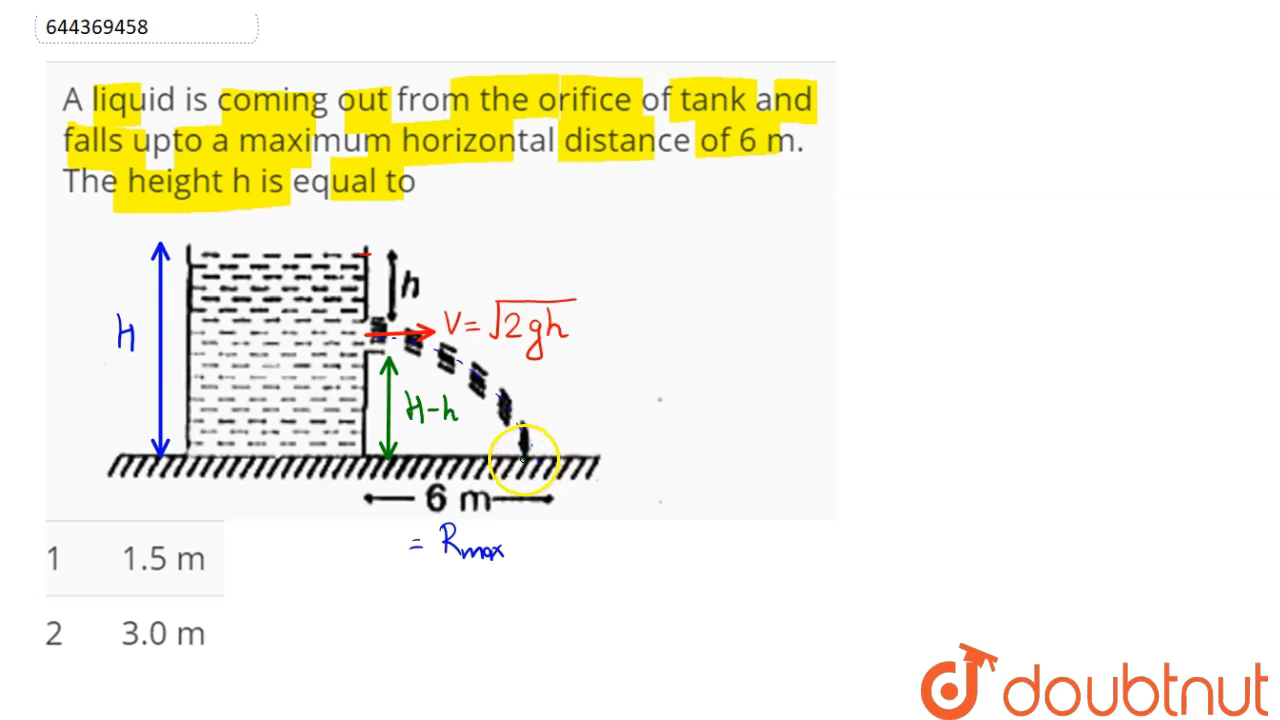 644369458
A liquid is coming out from the orifice of tank and
falls upto a maximum horizontal distance of 6 m.
The height h is equal to
h
V = √2gh
H
H-h
6 m
= Rmax
1 1.5 m
2 3.0 m
doubtnut